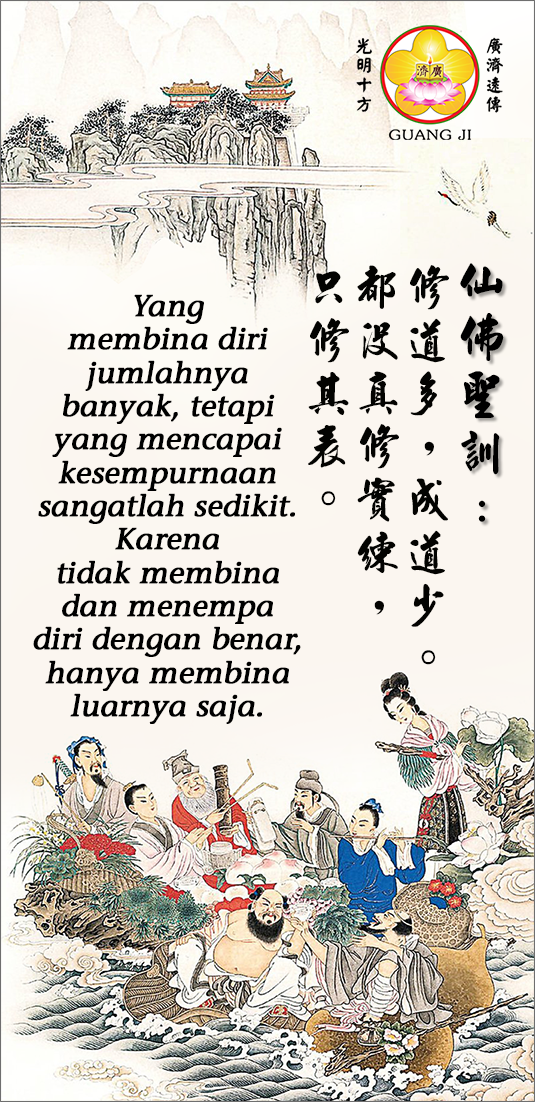 廣濟遠傳
光明十方
濟廣
GUANG JI
仙佛聖訓：
修道多，成道少。
都没真修實練，
只修其表。
Yang
membina diri
jumlahnya
banyak, tetapi
yang mencapai
kesempurnaan
sangatlah sedikit.
Karena
tidak membina
dan menempa
diri dengan benar,
hanya membina
luarnya saja.